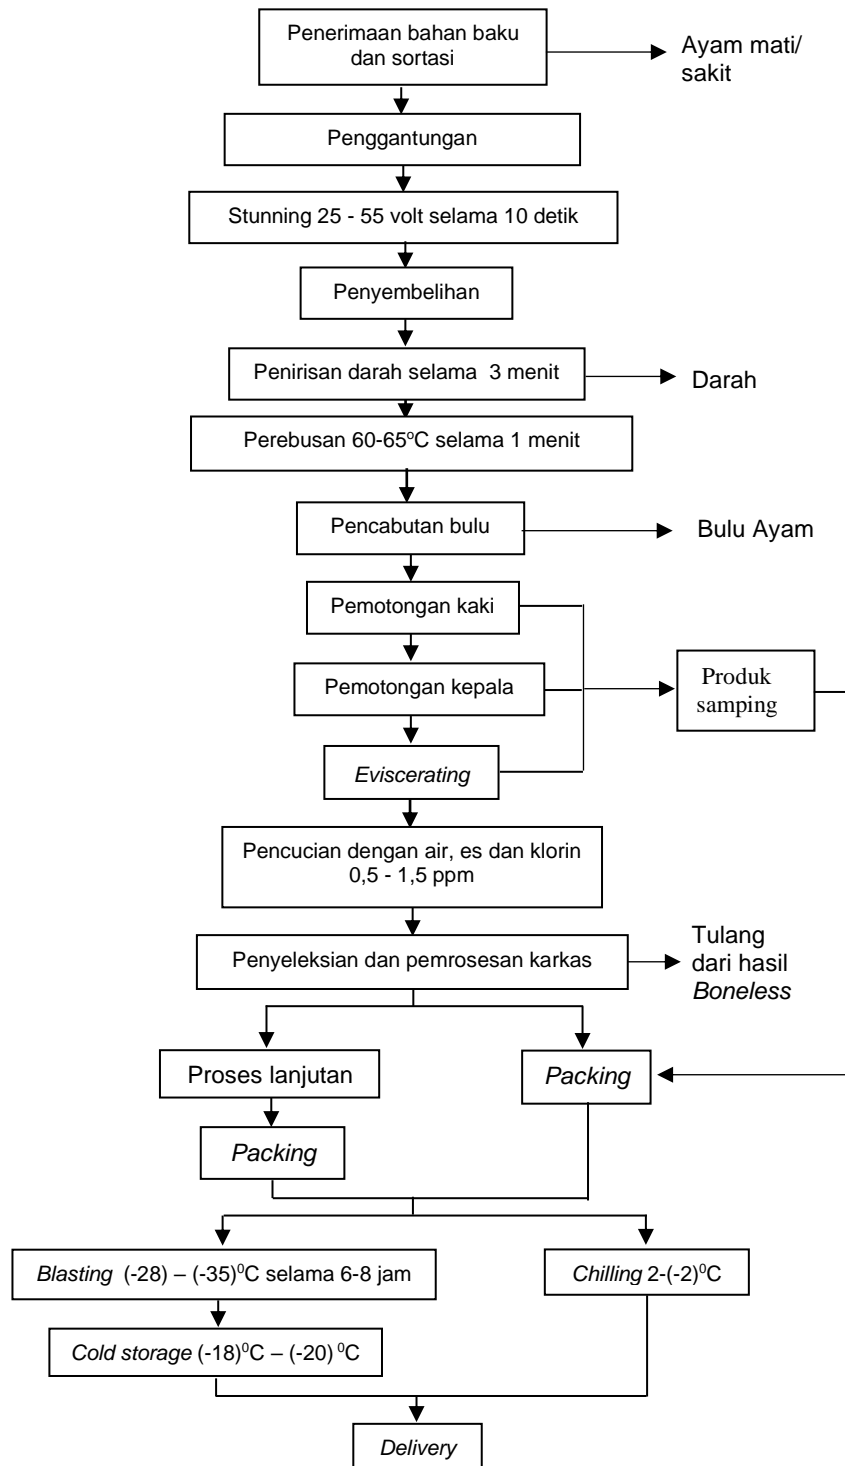 Penerimaan bahan baku
dan sortasi
Ayam mati/
sakit
Penggantungan
Stunning 25 - 55 volt selama 10 detik
Penyembelihan
Penirisan darah selama  3 menit
Darah
Perebusan 60-65ºC selama 1 menit
Pencabutan bulu
Bulu Ayam
Pemotongan kaki
Pemotongan kepala
Produk
samping
Eviscerating
Pencucian dengan air, es dan klorin
0,5 - 1,5 ppm
Penyeleksian dan pemrosesan karkas
Tulang
dari hasil
Boneless
Proses lanjutan
Packing
Packing
Blasting  (-28) – (-35)⁰C selama 6-8 jam
Chilling 2-(-2)⁰C
Cold storage (-18)⁰C – (-20) ⁰C
Delivery